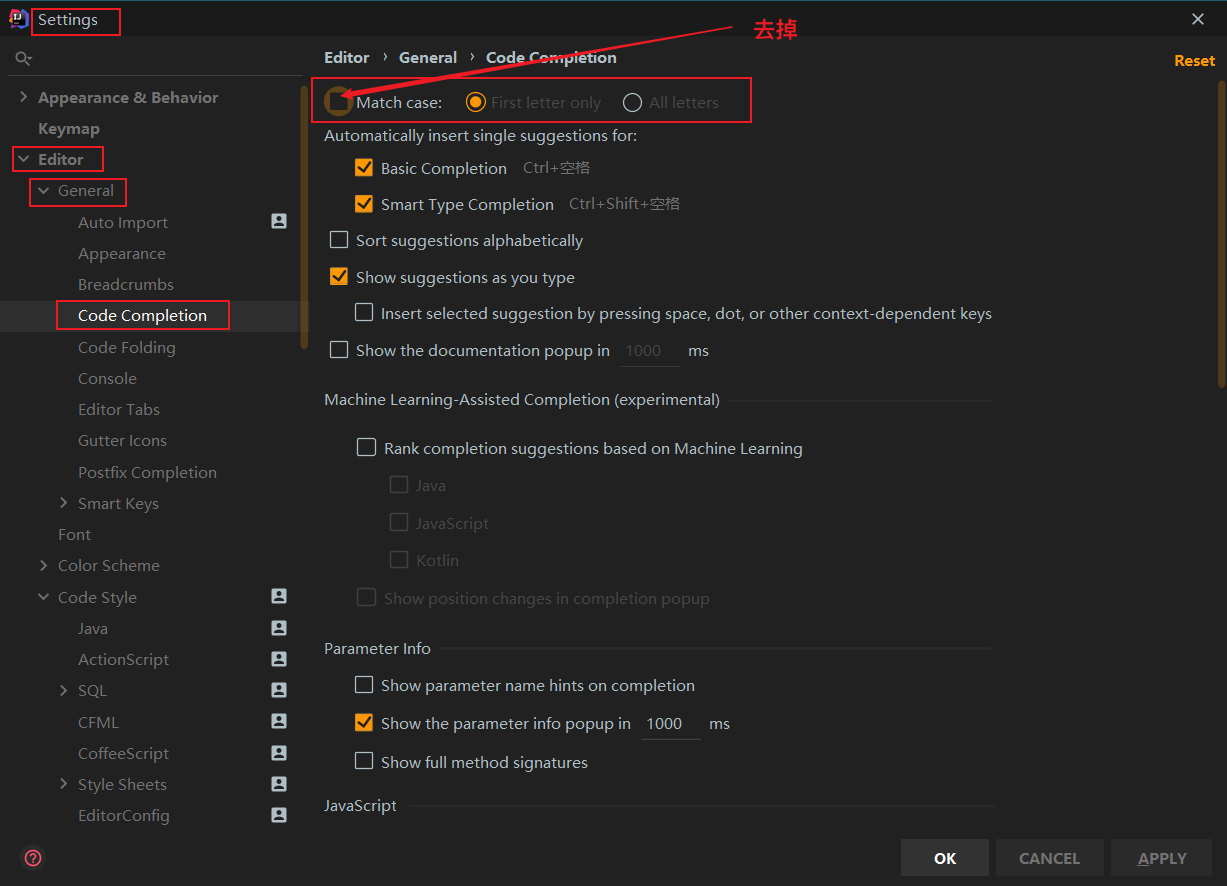 Settings
去掉
Editor › General › Code Completion
Reset
Appearance & Behavior
Keymap
Editor
General
Auto Import
Appearance
Breadcrumbs
Code Completion
Code Folding
Console
Editor Tabs
Gutter Icons
Postfix Completion
Smart Keys
Font
Color Scheme
Code Style
Java
ActionScript
SQL
CFML
CoffeeScript
Style Sheets
EditorConfig
Match case: First letter only All letters
Automatically insert single suggestions for:
Basic Completion Ctrl+空格
Smart Type Completion Ctrl+Shift+空格
Sort suggestions alphabetically
Show suggestions as you type
Insert selected suggestion by pressing space, dot, or other context-dependent keys
Show the documentation popup in 1000 ms
Machine Learning-Assisted Completion (experimental)
Rank completion suggestions based on Machine Learning
Java
JavaScript
Kotlin
Show position changes in completion popup
Parameter Info
Show parameter name hints on completion
Show the parameter info popup in 1000 ms
Show full method signatures
JavaScript
OK CANCEL APPLY